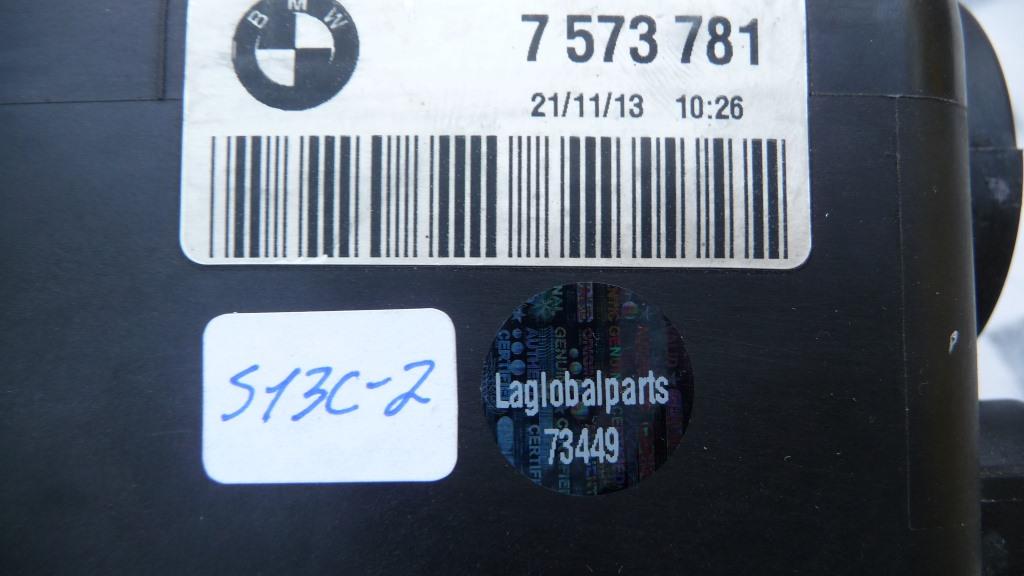 BMW
7 573 781
21/11/13 10:26
S13C-2
Laglobalparts
73449